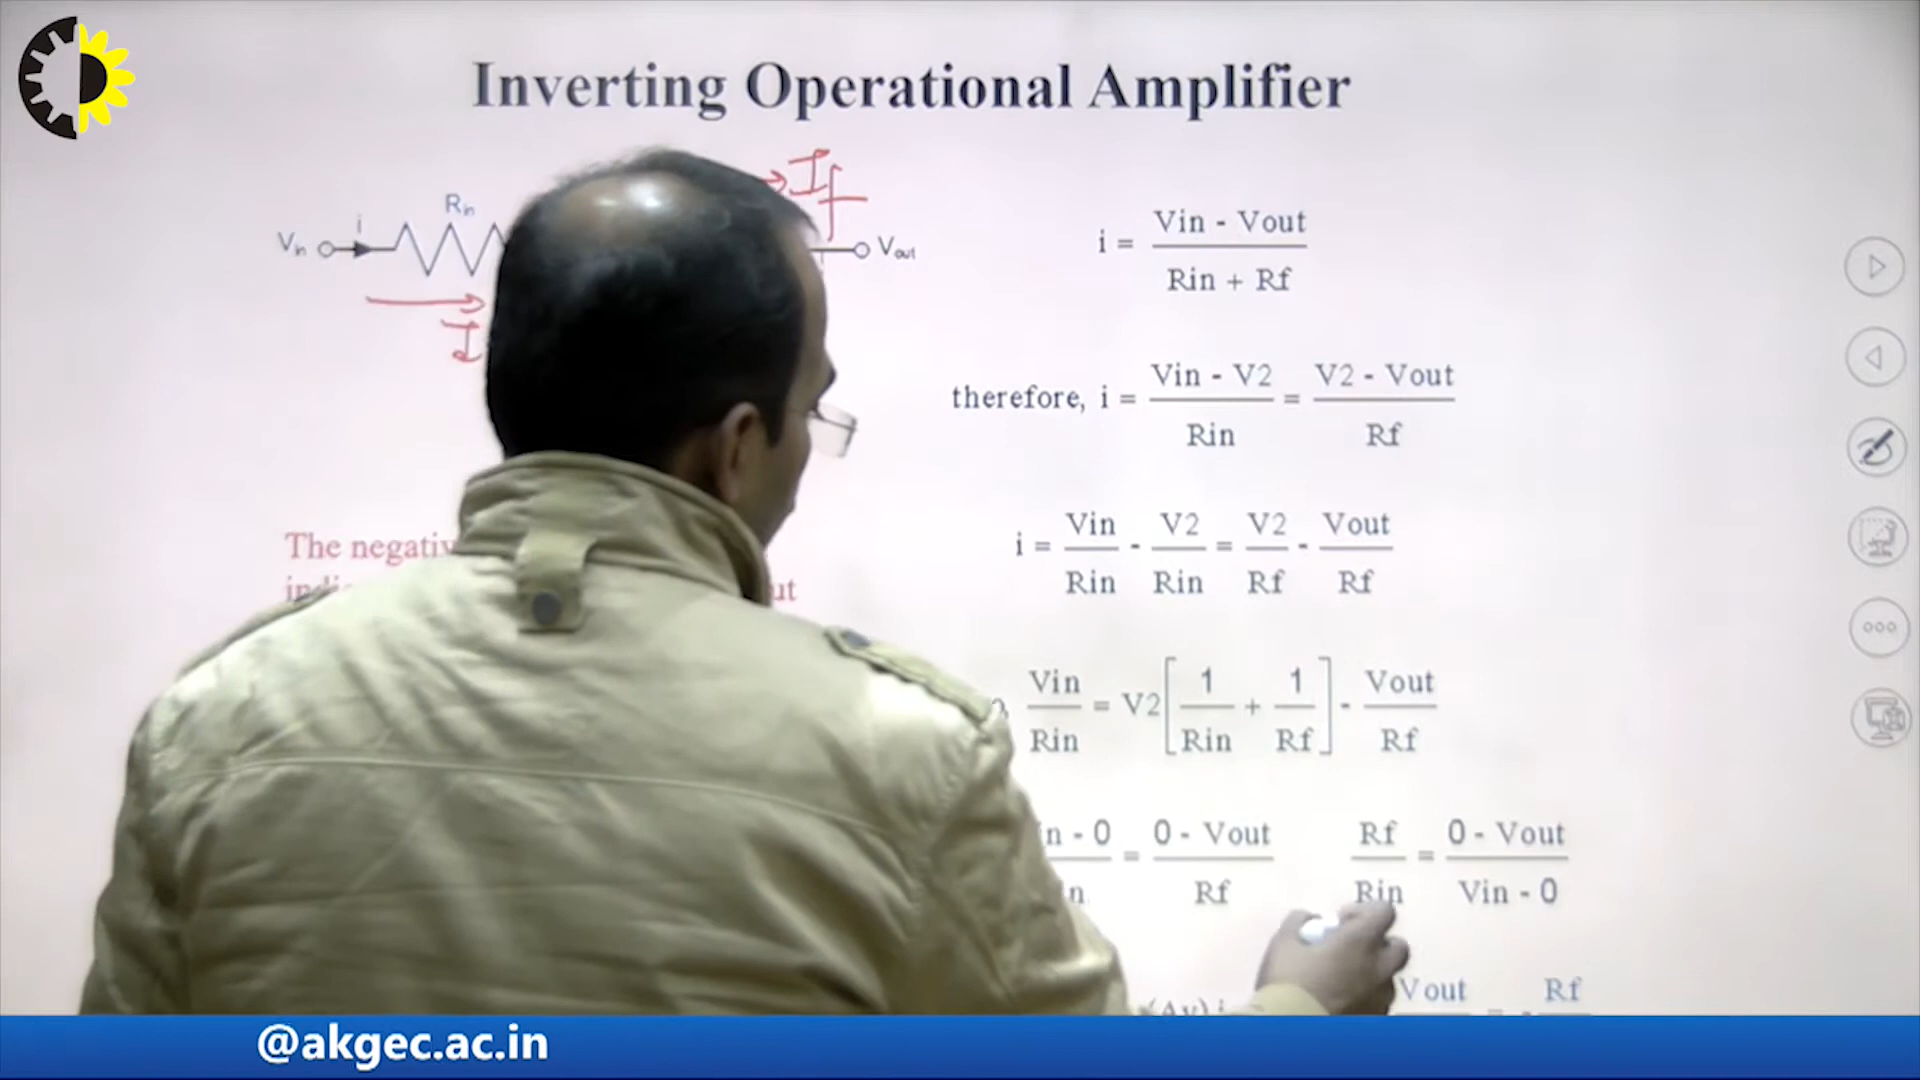 Inverting Operational Amplifier
If
Rin
i
Vin
Vout
I
i = Vin - Vout / Rin + Rf
therefore, i = Vin - V2 / Rin = V2 - Vout / Rf
i = Vin / Rin - V2 / Rin = V2 / Rf - Vout / Rf
Vin / Rin = V2 [ 1 / Rin + 1 / Rf ] - Vout / Rf
n - 0 / n = 0 - Vout / Rf
Rf / Rin = 0 - Vout / Vin - 0
Vout = - Rf
The
@akgec.ac.in